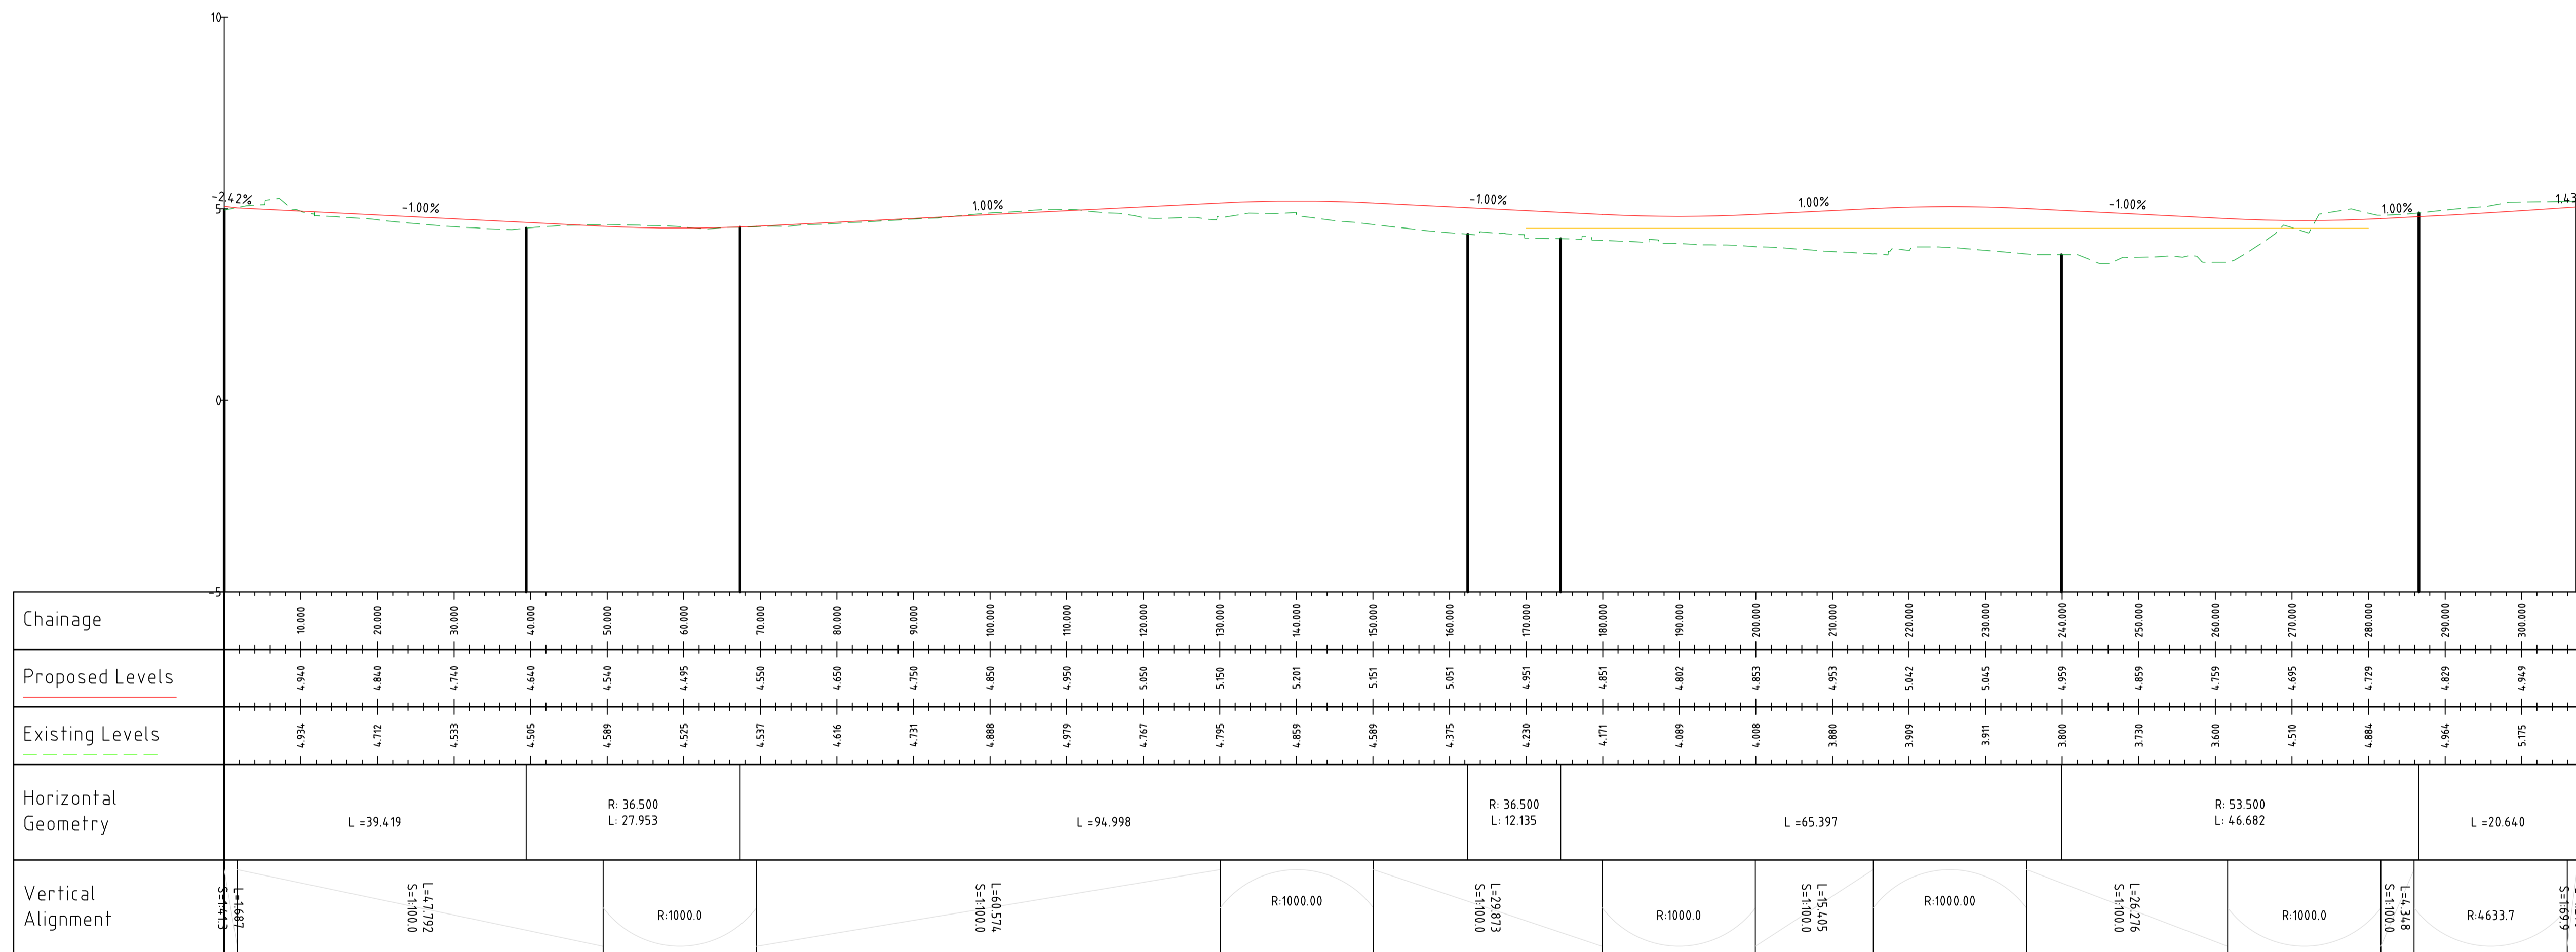 10
5
0
-5
-2.42%
-1.00%
1.00%
-1.00%
1.00%
-1.00%
1.00%
1.43
Chainage
10.000 20.000 30.000 40.000 50.000 60.000 70.000 80.000 90.000 100.000 110.000 120.000 130.000 140.000 150.000 160.000 170.000 180.000 190.000 200.000 210.000 220.000 230.000 240.000 250.000 260.000 270.000 280.000 290.000 300.000
Proposed Levels
4.940 4.840 4.740 4.640 4.540 4.495 4.550 4.650 4.750 4.850 4.950 5.050 5.150 5.201 5.151 5.051 4.951 4.851 4.802 4.853 4.953 5.042 5.045 4.959 4.859 4.759 4.695 4.729 4.829 4.949
Existing Levels
4.934 4.712 4.533 4.505 4.589 4.525 4.537 4.616 4.731 4.888 4.979 4.767 4.795 4.859 4.589 4.375 4.230 4.171 4.089 4.008 3.880 3.909 3.911 3.800 3.730 3.600 4.510 4.884 4.964 5.175
Horizontal
Geometry
L =39.419
R: 36.500
L: 27.953
L =94.998
R: 36.500
L: 12.135
L =65.397
R: 53.500
L: 46.682
L =20.640
Vertical
Alignment
L=1.687
S=1:41.3
L=47.792
S=1:100.0
R:1000.0
L=60.574
S=1:100.0
R:1000.00
L=29.873
S=1:100.0
R:1000.0
L=15.405
S=1:100.0
R:1000.00
L=26.276
S=1:100.0
R:1000.0
L=4.348
S=1:100.0
R:4633.7
S=1:69.9